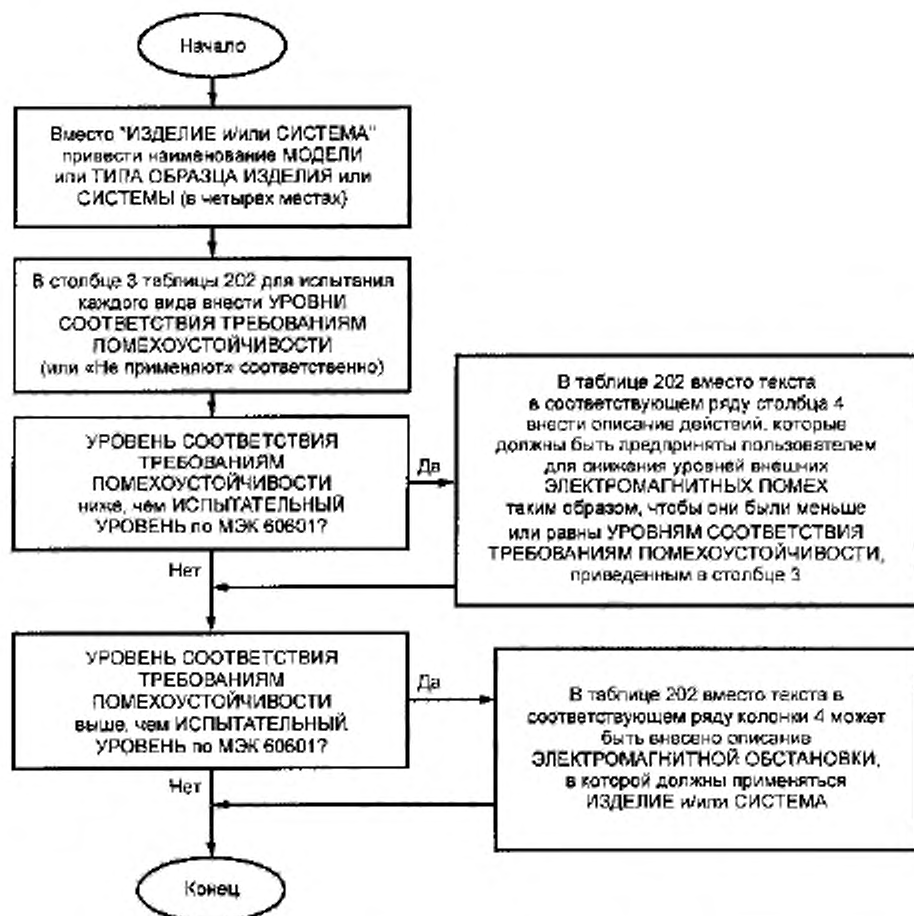 Начало
Вместо "ИЗДЕЛИЕ и/или СИСТЕМА"
привести наименование МОДЕЛИ
или ТИПА ОБРАЗЦА ИЗДЕЛИЯ или
СИСТЕМЫ (в четырех местах)
В столбце 3 таблицы 202 для испытания
каждого вида внести УРОВНИ
СООТВЕТСТВИЯ ТРЕБОВАНИЯМ
ПОМЕХОУСТОЙЧИВОСТИ
(или «Не применяют» соответственно)
УРОВЕНЬ СООТВЕТСТВИЯ
ТРЕБОВАНИЯМ
ПОМЕХОУСТОЙЧИВОСТИ
ниже, чем ИСПЫТАТЕЛЬНЫЙ
УРОВЕНЬ по МЭК 60601?
Да
В таблице 202 вместо текста
в соответствующем ряду столбца 4
внести описание действий, которые
должны быть предприняты пользователем
для снижения уровней внешних
ЭЛЕКТРОМАГНИТНЫХ ПОМЕХ
таким образом, чтобы они были меньше
или равны УРОВНЯМ СООТВЕТСТВИЯ
ТРЕБОВАНИЯМ ПОМЕХОУСТОЙЧИВОСТИ,
приведенным в столбце 3
Нет
УРОВЕНЬ СООТВЕТСТВИЯ
ТРЕБОВАНИЯМ
ПОМЕХОУСТОЙЧИВОСТИ
выше, чем ИСПЫТАТЕЛЬНЫЙ
УРОВЕНЬ по МЭК 60601?
Да
В таблице 202 вместо текста в
соответствующем ряду колонки 4 может
быть внесено описание
ЭЛЕКТРОМАГНИТНОЙ ОБСТАНОВКИ,
в которой должны применяться
ИЗДЕЛИЕ и/или СИСТЕМА
Нет
Конец